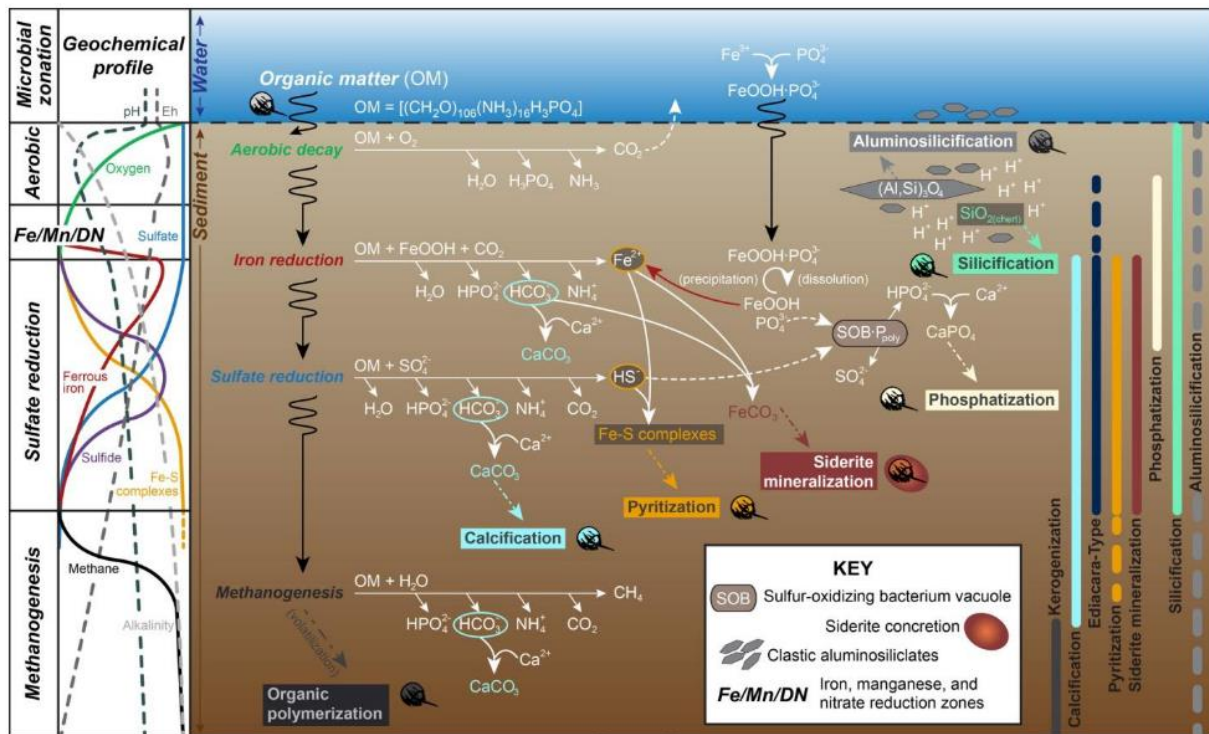 Microbial
zonation
Geochemical
profile
pH
Eh
Aerobic
Oxygen
Fe/Mn/DN
Sulfate
Sulfate reduction
Ferrous
iron
Sulfide
Fe-S
complexes
Methanogenesis
Methane
Alkalinity
Water
Sediment
Organic matter (OM)
OM = [(CH₂O)₁₀₆(NH₃)₁₆H₃PO₄]
Aerobic decay
OM + O₂
CO₂
H₂O H₃PO₄ NH₃
Iron reduction
OM + FeOOH + CO₂
Fe²⁺
H₂O HPO₄²⁻ HCO₃⁻ NH₄⁺
Ca²⁺
CaCO₃
Sulfate reduction
OM + SO₄²⁻
HS⁻
H₂O HPO₄²⁻ HCO₃⁻ NH₄⁺ CO₂
Ca²⁺
CaCO₃
Calcification
Fe-S complexes
Pyritization
FeCO₃
Siderite
mineralization
Methanogenesis
OM + H₂O
CH₄
HPO₄²⁻ HCO₃⁻ NH₄⁺ CO₂
Ca²⁺
CaCO₃
(volatilization)
Organic
polymerization
Fe³⁺ PO₄³⁻
FeOOH·PO₄³⁻
FeOOH·PO₄³⁻
(precipitation) (dissolution)
FeOOH
PO₄³⁻
SOB·Ppoly
SO₄²⁻
HPO₄²⁻ Ca²⁺
CaPO₄
Phosphatization
Aluminosilicification
(Al,Si)₃O₄
H⁺ H⁺ H⁺ H⁺ H⁺ H⁺ H⁺ H⁺ H⁺ H⁺ H⁺
SiO₂(chert)
Silicification
KEY
SOB Sulfur-oxidizing bacterium vacuole
Siderite concretion
Clastic aluminosiliclates
Fe/Mn/DN Iron, manganese, and
nitrate reduction zones
Kerogenization
Calcification
Ediacara-Type
Pyritization
Siderite mineralization
Phosphatization
Silicification
Aluminosilicification